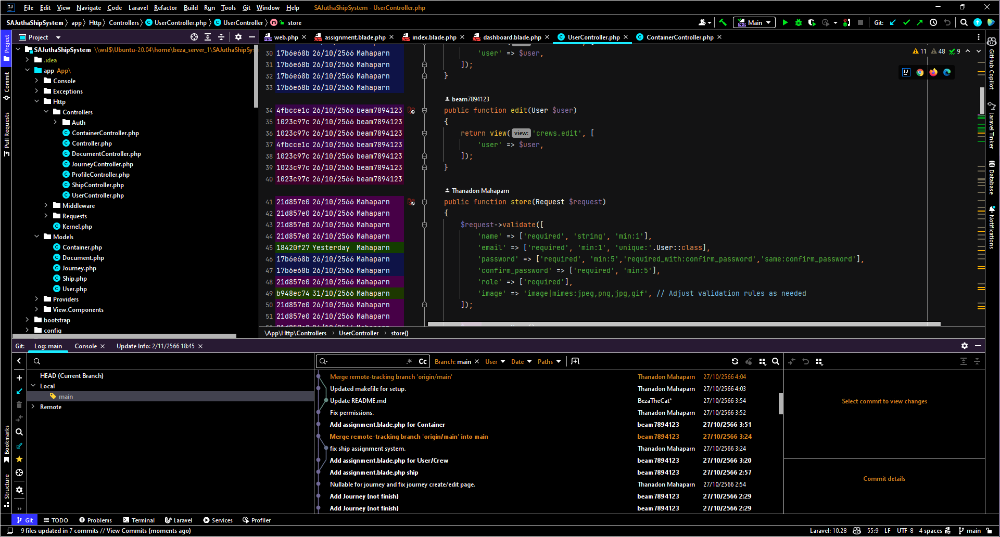 File Edit View Navigate Code Laravel Refactor Build Run Tools Git Window Help SAJuthaShipSystem - UserController.php
SAJuthaShipSystem app Http Controllers UserController.php UserController m store Main Git:
Project
web.php assignment.blade.php index.blade.php dashboard.blade.php UserController.php ContainerController.php
Project
Commit
Pull Requests
Bookmarks
Structure
SAJuthaShipSystem \\wsl$\Ubuntu-20.04\home\beza_server_1\SAJuthaShipSy
.idea
app App\
Console
Exceptions
Http
Controllers
Auth
ContainerController.php
Controller.php
DocumentController.php
JourneyController.php
ProfileController.php
ShipController.php
UserController.php
Middleware
Requests
Kernel.php
Models
Container.php
Document.php
Journey.php
Ship.php
User.php
Providers
View.Components
bootstrap
config
11 48 9
30 17b6e68b 26/10/2566 Mahaparn 'user' => $user,
31 17b6e68b 26/10/2566 Mahaparn ]);
32 17b6e68b 26/10/2566 Mahaparn }
33 17b6e68b 26/10/2566 Mahaparn
beam7894123
34 4fbcce1c 26/10/2566 beam7894123 public function edit(User $user)
35 1023c97c 26/10/2566 beam7894123 {
36 1023c97c 26/10/2566 beam7894123 return view( view: 'crews.edit', [
37 4fbcce1c 26/10/2566 beam7894123 'user' => $user,
38 1023c97c 26/10/2566 beam7894123 ]);
39 1023c97c 26/10/2566 beam7894123 }
40 1023c97c 26/10/2566 beam7894123
Thanadon Mahaparn
41 21d857e0 26/10/2566 Mahaparn public function store(Request $request)
42 21d857e0 26/10/2566 Mahaparn {
43 21d857e0 26/10/2566 Mahaparn $request->validate([
44 21d857e0 26/10/2566 Mahaparn 'name' => ['required', 'string', 'min:1'],
45 18420f27 Yesterday Mahaparn 'email' => ['required', 'min:1', 'unique:'.User::class],
46 17b6e68b 26/10/2566 Mahaparn 'password' => ['required', 'min:5','required_with:confirm_password','same:confirm_password'],
47 17b6e68b 26/10/2566 Mahaparn 'confirm_password' => ['required', 'min:5'],
48 21d857e0 26/10/2566 Mahaparn 'role' => ['required'],
49 b948ec74 31/10/2566 Mahaparn 'image' => 'image|mimes:jpeg,png,jpg,gif', // Adjust validation rules as needed
50 21d857e0 26/10/2566 Mahaparn ]);
51 21d857e0 26/10/2566 Mahaparn
\App\Http\Controllers › UserController › store()
GitHub Copilot
Laravel Tinker
Database
Notifications
Git: Log: main Console Update Info: 2/11/2566 18:45
.* Cc Branch: main User Date Paths
HEAD (Current Branch)
Local
main
Remote
Merge remote-tracking branch 'origin/main' Thanadon Mahaparn 27/10/2566 4:04
Updated makefile for setup. Thanadon Mahaparn 27/10/2566 4:03
Update README.md BezaTheCat* 27/10/2566 3:54
Fix permissions. Thanadon Mahaparn 27/10/2566 3:52
Add assignment.blade.php for Container beam7894123 27/10/2566 3:51
Merge remote-tracking branch 'origin/main' into main beam7894123 27/10/2566 3:24
fix ship assignment system. Thanadon Mahaparn 27/10/2566 3:24
Add assignment.blade.php for User/Crew beam7894123 27/10/2566 3:20
Add assignment.blade.php ship beam7894123 27/10/2566 2:57
Nullable for journey and fix journey create/edit page. Thanadon Mahaparn 27/10/2566 2:54
Add Journey (not finish) beam7894123 27/10/2566 2:29
Add Journey (not finish) beam7894123 27/10/2566 2:29
Select commit to view changes
Commit details
Git TODO Problems Terminal Laravel Services Profiler
9 files updated in 7 commits // View Commits (moments ago) Laravel: 10.28 55:9 LF UTF-8 4 spaces main